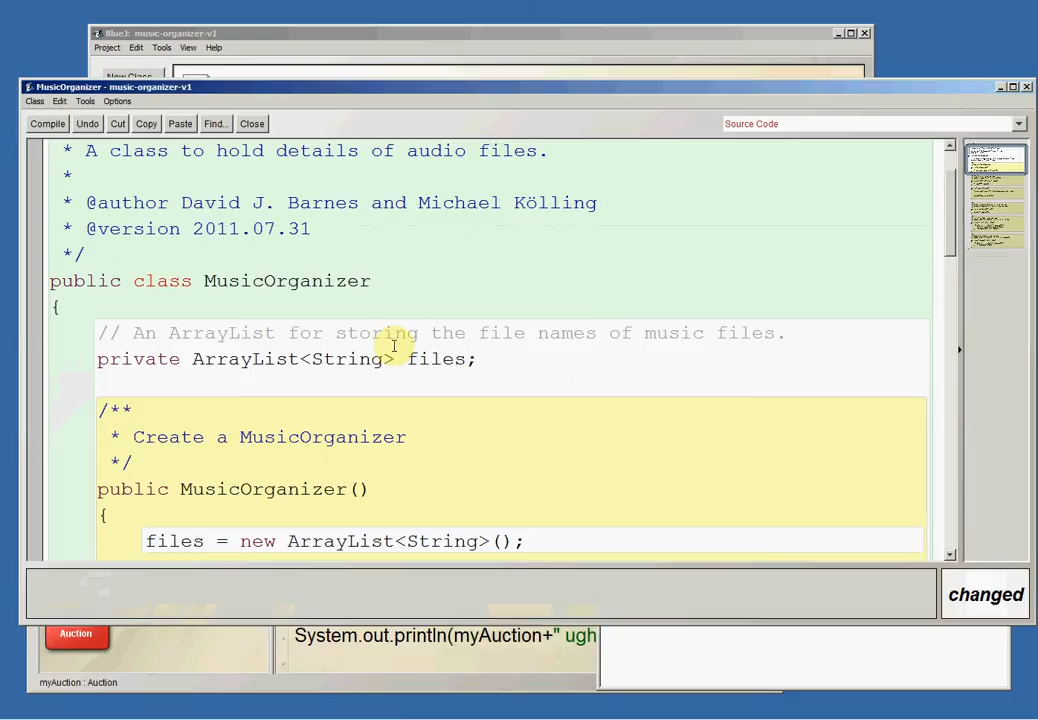 BlueJ: music-organizer-v1
Project Edit Tools View Help
New Class...
MusicOrganizer - music-organizer-v1
Class Edit Tools Options
Compile Undo Cut Copy Paste Find... Close Source Code
* A class to hold details of audio files.
*
* @author David J. Barnes and Michael Kölling
* @version 2011.07.31
*/
public class MusicOrganizer
{
// An ArrayList for storing the file names of music files.
private ArrayList<String> files;
/**
* Create a MusicOrganizer
*/
public MusicOrganizer()
{
files = new ArrayList<String>();
changed
Auction
System.out.println(myAuction+" ugh
myAuction : Auction